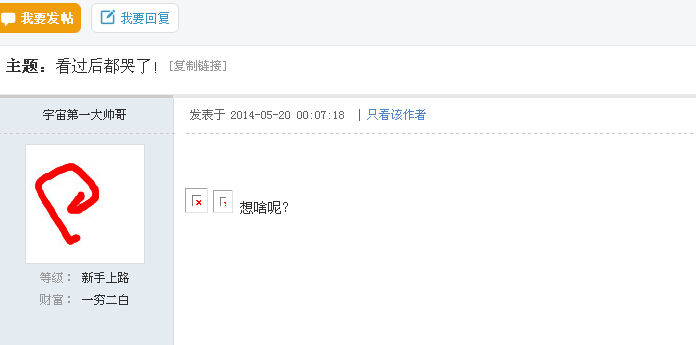 我要发帖 我要回复
主题：看过后都哭了! [复制链接]
宇宙第一大帅哥
发表于 2014-05-20 00:07:18 | 只看该作者
想啥呢?
等级： 新手上路
财富： 一穷二白